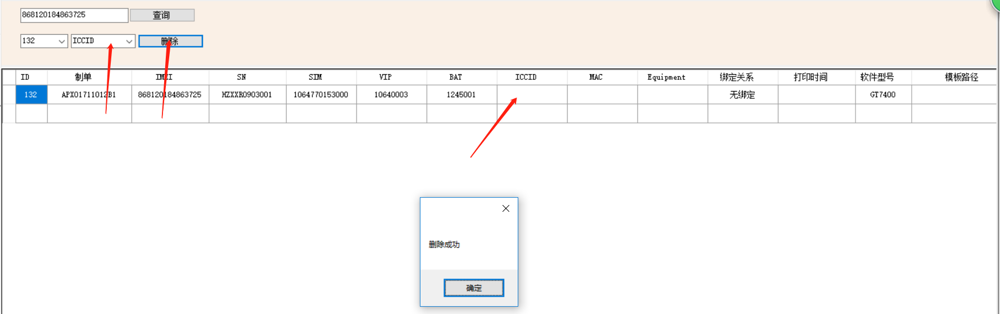 868120184863725 查询
132 ICCID 删除
ID 制单 IMEI SN SIM VIP BAT ICCID MAC Equipment 绑定关系 打印时间 软件型号 模板路径
132 APX01711012B1 868120184863725 HZXXR0903001 1064770153000 10640003 1245001 无绑定 GT7400
删除成功
确定